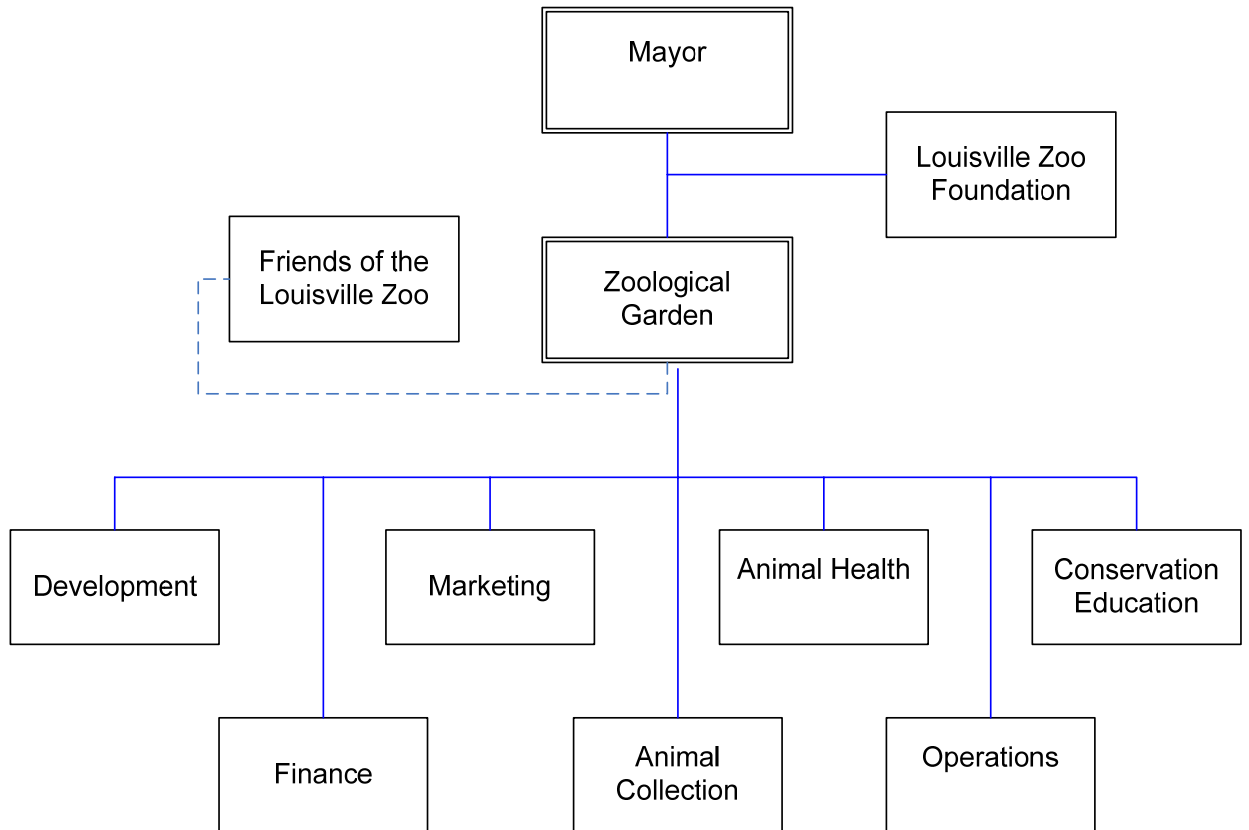 Mayor
Louisville Zoo
Foundation
Friends of the
Louisville Zoo
Zoological
Garden
Development
Marketing
Animal Health
Conservation
Education
Finance
Animal
Collection
Operations